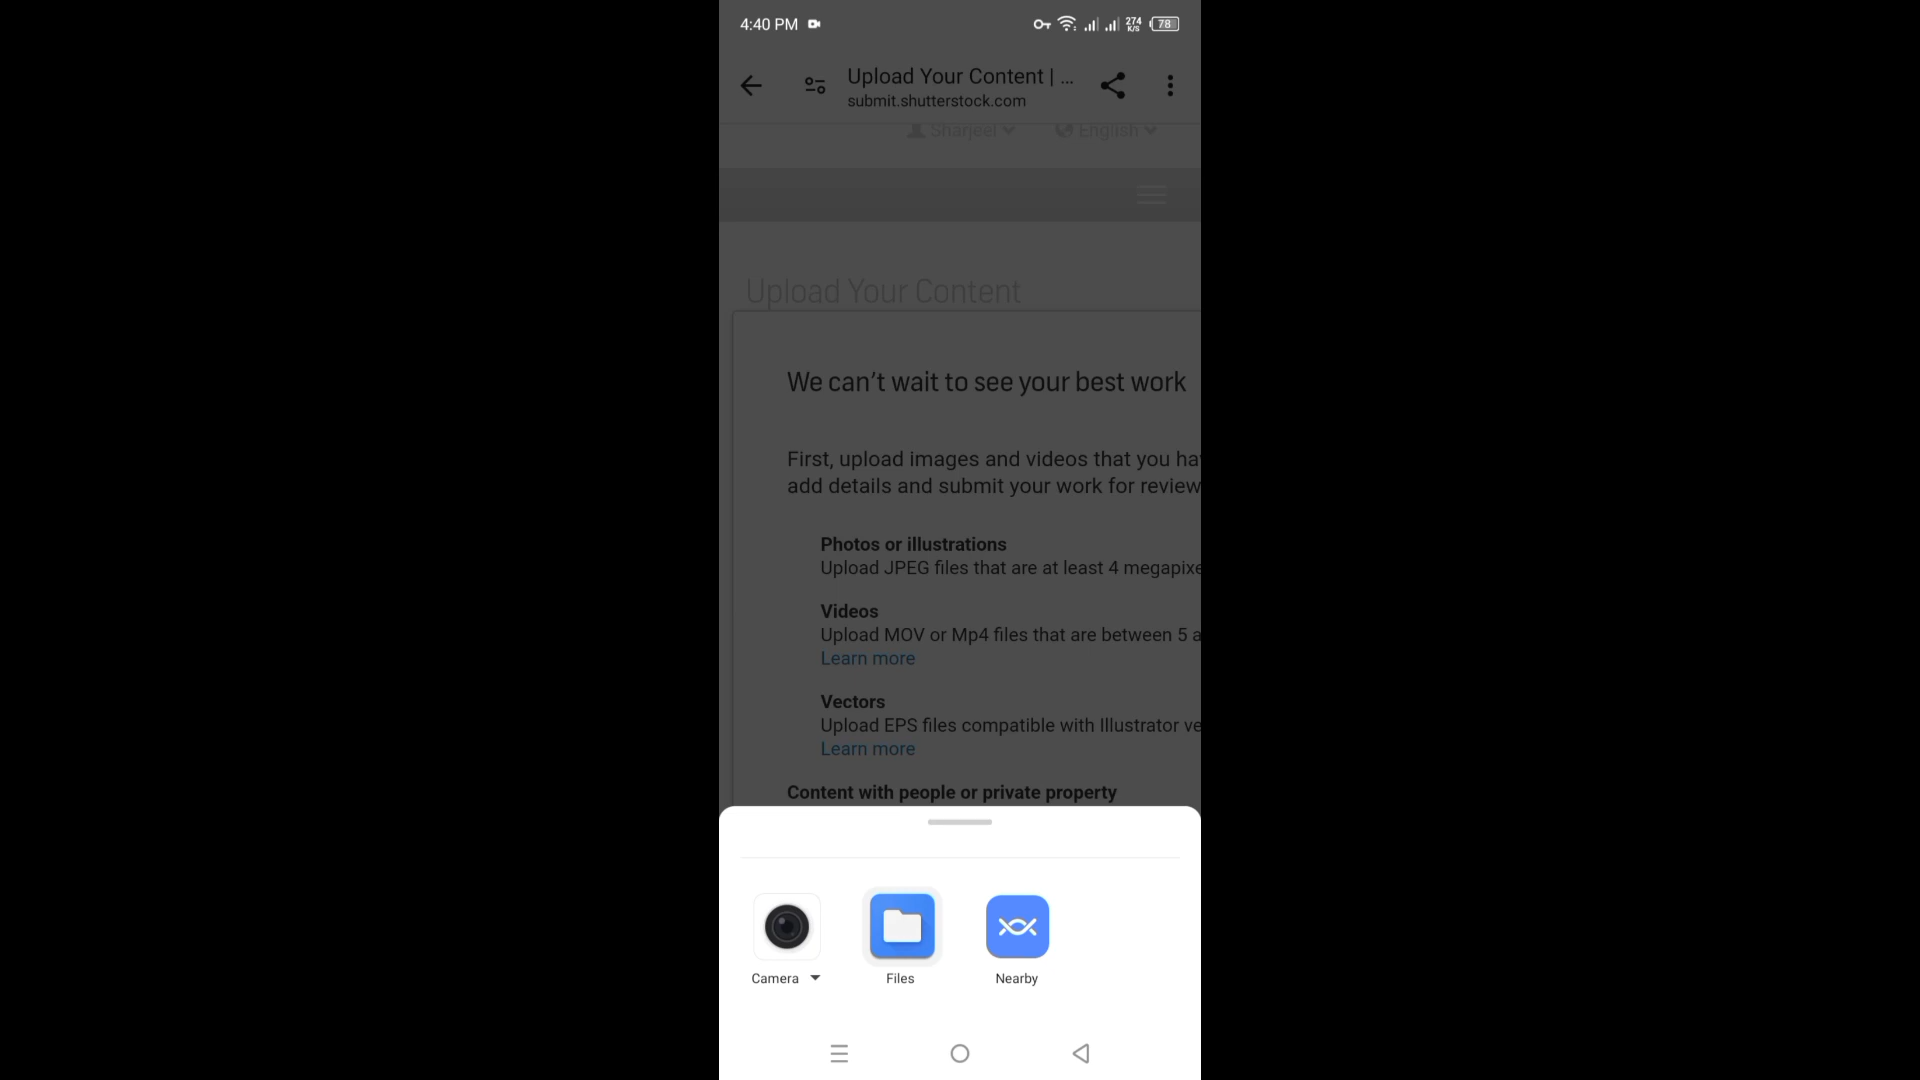 4:40 PM
274
K/S
78
Upload Your Content | ...
submit.shutterstock.com
Sharjeel
English
Upload Your Content
We can’t wait to see your best work
First, upload images and videos that you ha
add details and submit your work for review
Photos or illustrations
Upload JPEG files that are at least 4 megapixe
Videos
Upload MOV or Mp4 files that are between 5 a
Learn more
Vectors
Upload EPS files compatible with Illustrator ve
Learn more
Content with people or private property
Camera
Files
Nearby